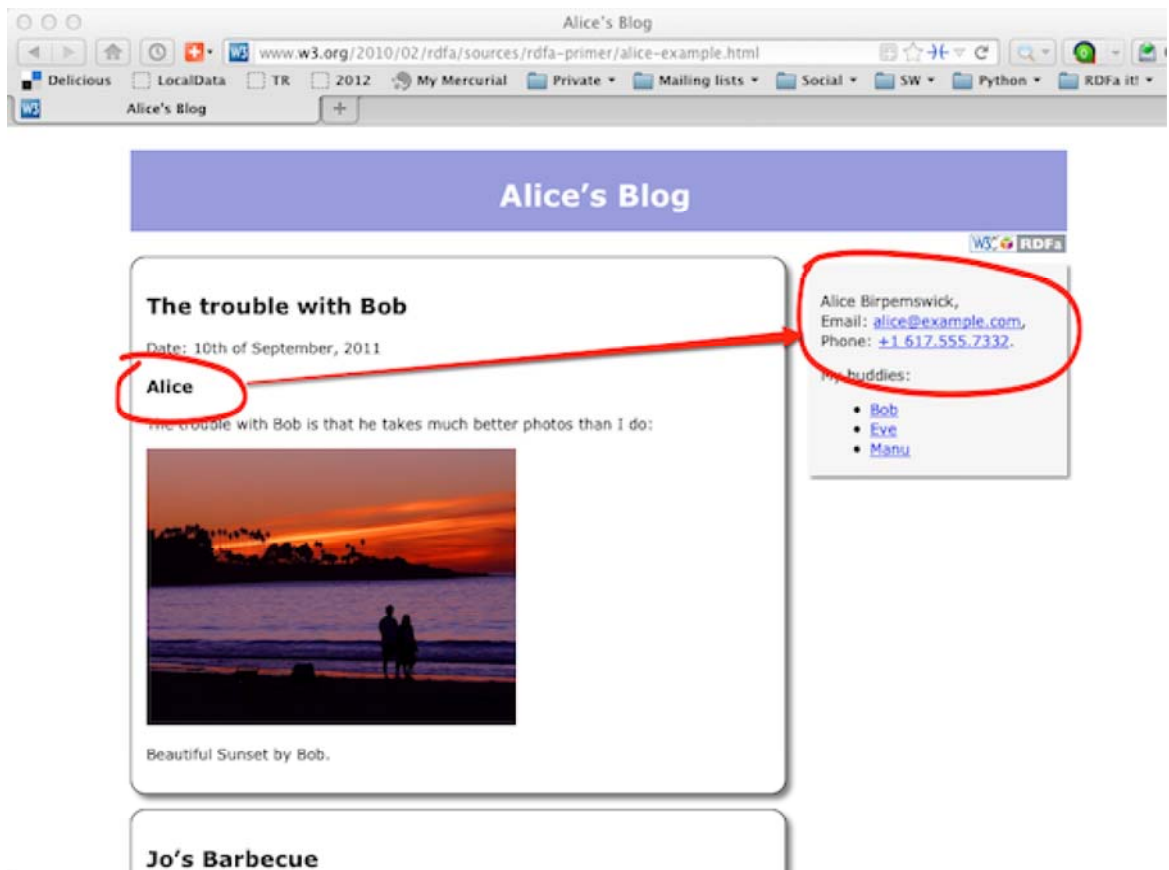 Alice's Blog
www.w3.org/2010/02/rdfa/sources/rdfa-primer/alice-example.html
Delicious LocalData TR 2012 My Mercurial Private Mailing lists Social SW Python RDFa it!
W3 Alice's Blog +
Alice's Blog
W3C RDFa
The trouble with Bob
Date: 10th of September, 2011
Alice
The trouble with Bob is that he takes much better photos than I do:
Beautiful Sunset by Bob.
Jo's Barbecue
Alice Birpemswick,
Email: alice@example.com,
Phone: +1 617.555.7332.
My buddies:
Bob
Eve
Manu